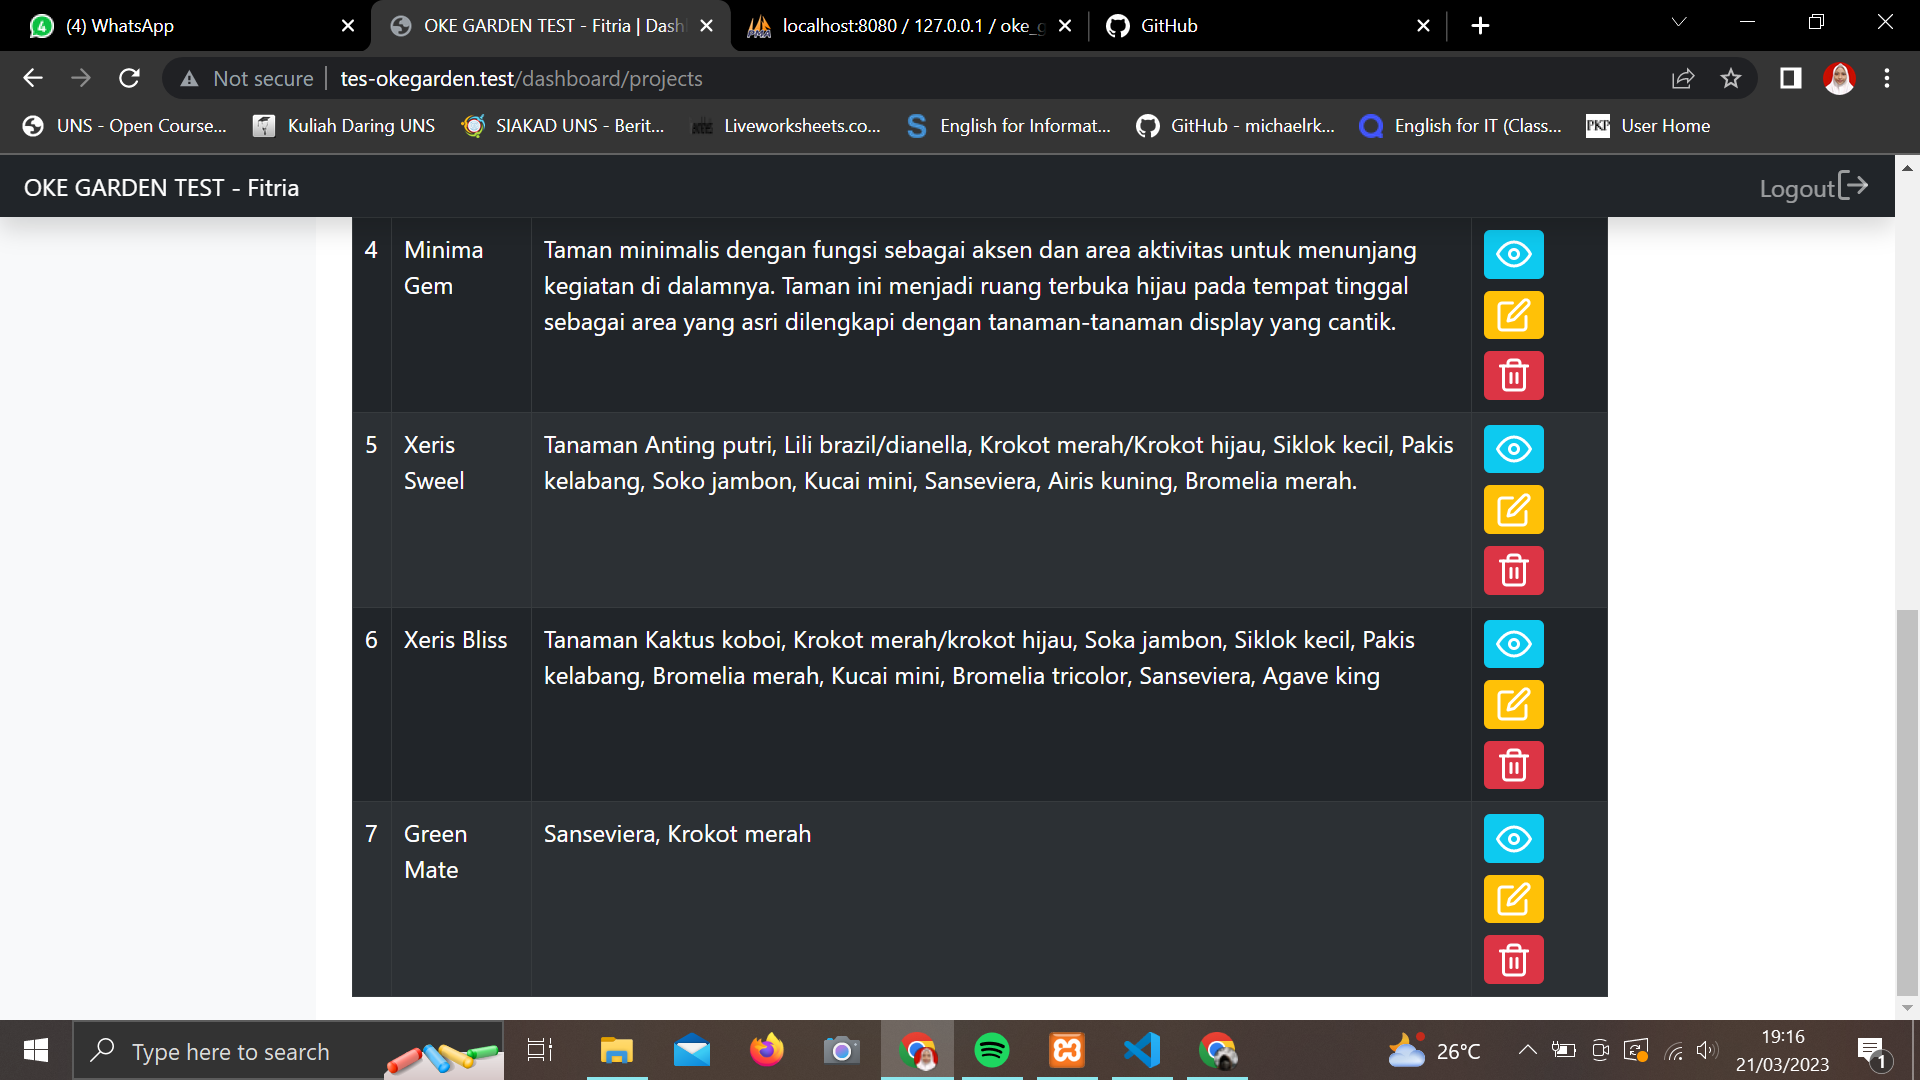 (4) WhatsApp
OKE GARDEN TEST - Fitria | Dash
localhost:8080 / 127.0.0.1 / oke_g
GitHub
Not secure
tes-okegarden.test/dashboard/projects
UNS - Open Course...
Kuliah Daring UNS
SIAKAD UNS - Berit...
Liveworksheets.co...
English for Informat...
GitHub - michaelrk...
English for IT (Class...
PKP
User Home
OKE GARDEN TEST - Fitria
Logout
4
Minima
Gem
Taman minimalis dengan fungsi sebagai aksen dan area aktivitas untuk menunjang
kegiatan di dalamnya. Taman ini menjadi ruang terbuka hijau pada tempat tinggal
sebagai area yang asri dilengkapi dengan tanaman-tanaman display yang cantik.
5
Xeris
Sweel
Tanaman Anting putri, Lili brazil/dianella, Krokot merah/Krokot hijau, Siklok kecil, Pakis
kelabang, Soko jambon, Kucai mini, Sanseviera, Airis kuning, Bromelia merah.
6
Xeris Bliss
Tanaman Kaktus koboi, Krokot merah/krokot hijau, Soka jambon, Siklok kecil, Pakis
kelabang, Bromelia merah, Kucai mini, Bromelia tricolor, Sanseviera, Agave king
7
Green
Mate
Sanseviera, Krokot merah
Type here to search
26°C
19:16
21/03/2023
1